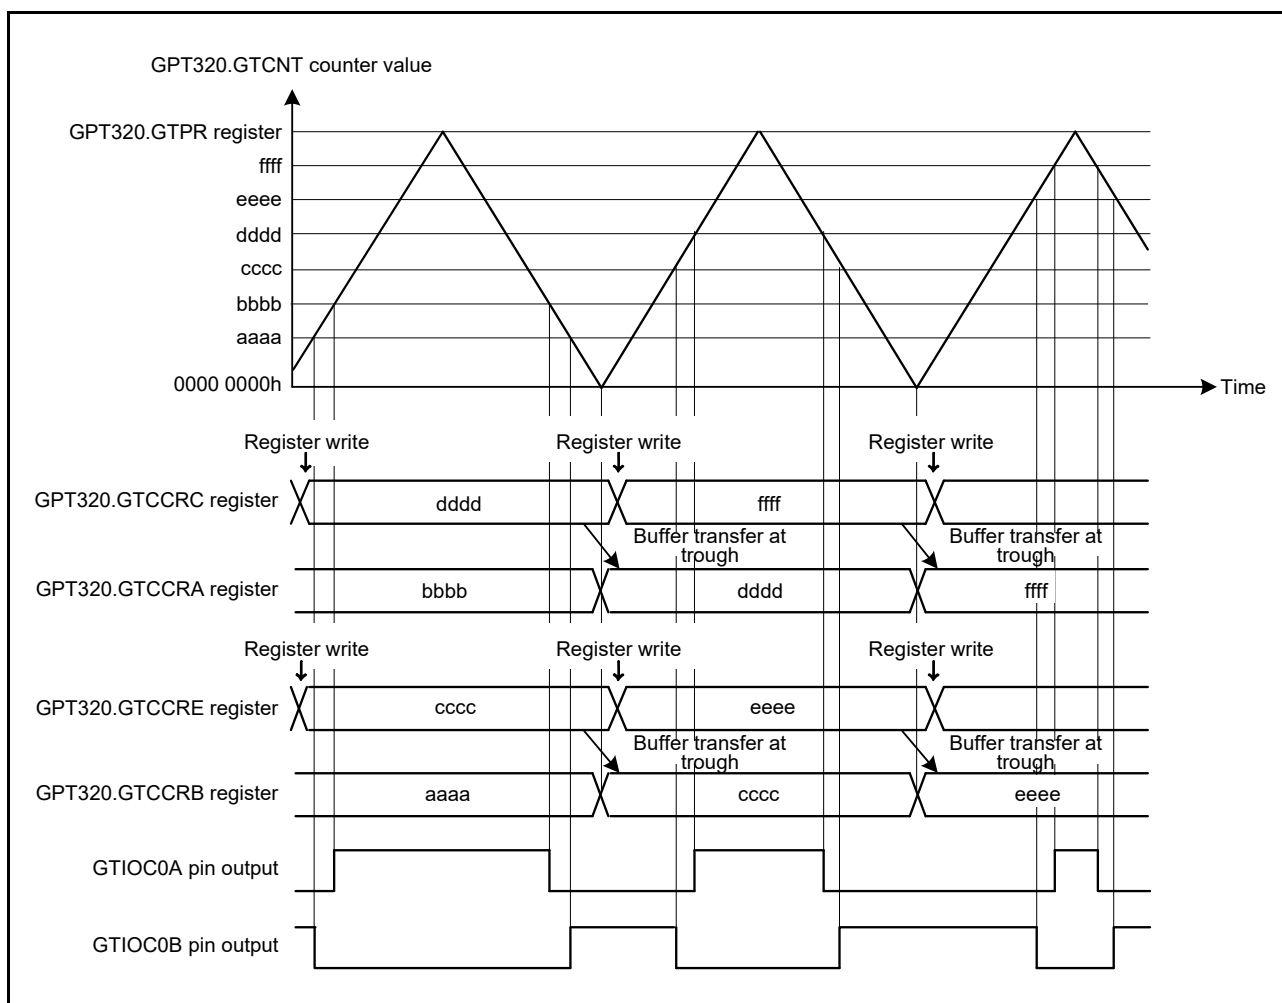 GPT320.GTCNT counter value
GPT320.GTPR register
ffff
eeee
dddd
cccc
bbbb
aaaa
0000 0000h
Time
Register write
Register write
Register write
GPT320.GTCCRC register
dddd
ffff
Buffer transfer at
trough
Buffer transfer at
trough
GPT320.GTCCRA register
bbbb
dddd
ffff
Register write
Register write
Register write
GPT320.GTCCRE register
cccc
eeee
Buffer transfer at
trough
Buffer transfer at
trough
GPT320.GTCCRB register
aaaa
cccc
eeee
GTIOC0A pin output
GTIOC0B pin output